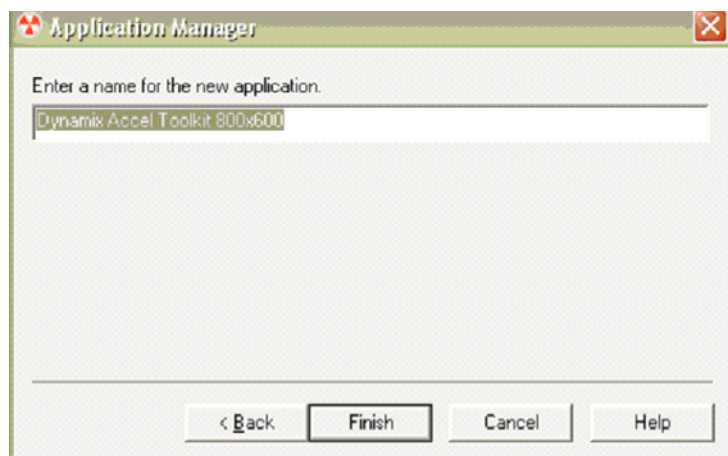 Application Manager
Enter a name for the new application.
Dynamix Accel Toolkit 800x600
< Back
Finish
Cancel
Help